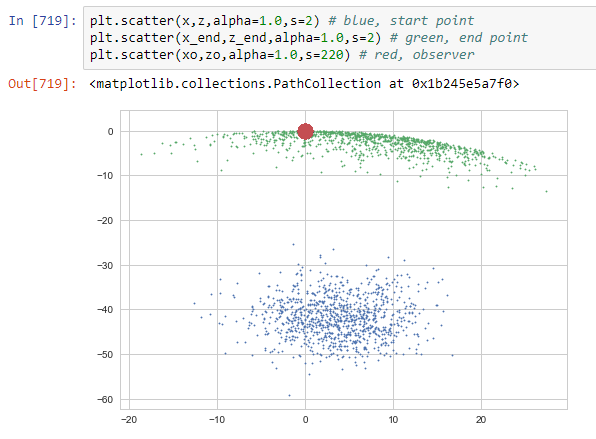 In [719]: plt.scatter(x,z,alpha=1.0,s=2) # blue, start point
plt.scatter(x_end,z_end,alpha=1.0,s=2) # green, end point
plt.scatter(xo,zo,alpha=1.0,s=220) # red, observer
Out[719]: <matplotlib.collections.PathCollection at 0x1b245e5a7f0>
0
−10
−20
−30
−40
−50
−60
−20 −10 0 10 20